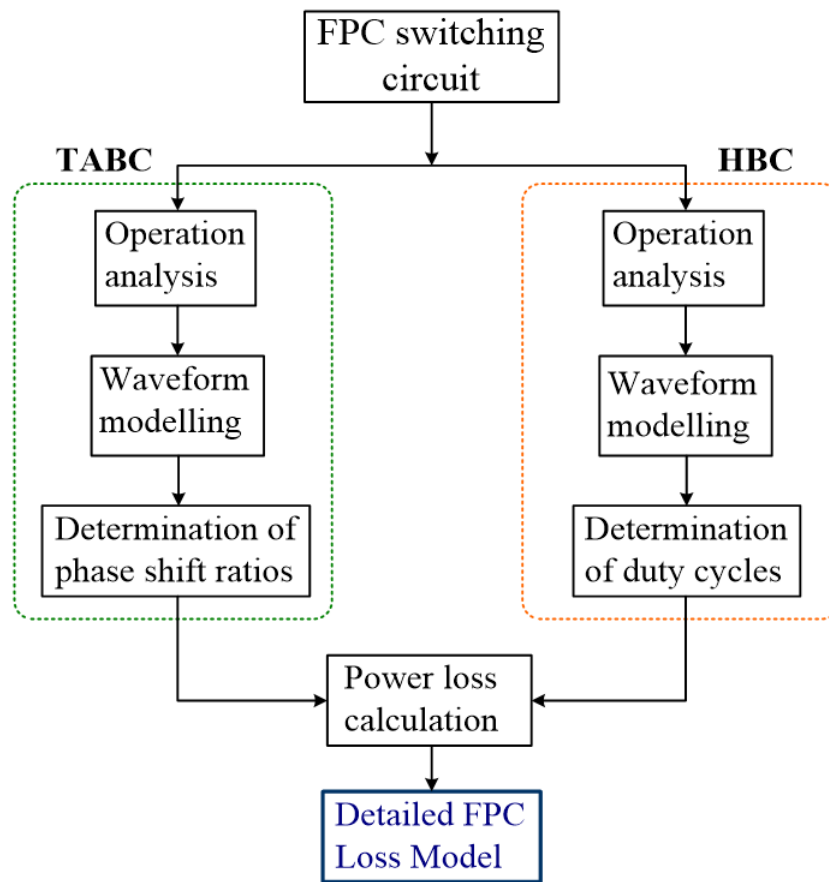 FPC switching
circuit
TABC
HBC
Operation
analysis
Operation
analysis
Waveform
modelling
Waveform
modelling
Determination of
phase shift ratios
Determination
of duty cycles
Power loss
calculation
Detailed FPC
Loss Model